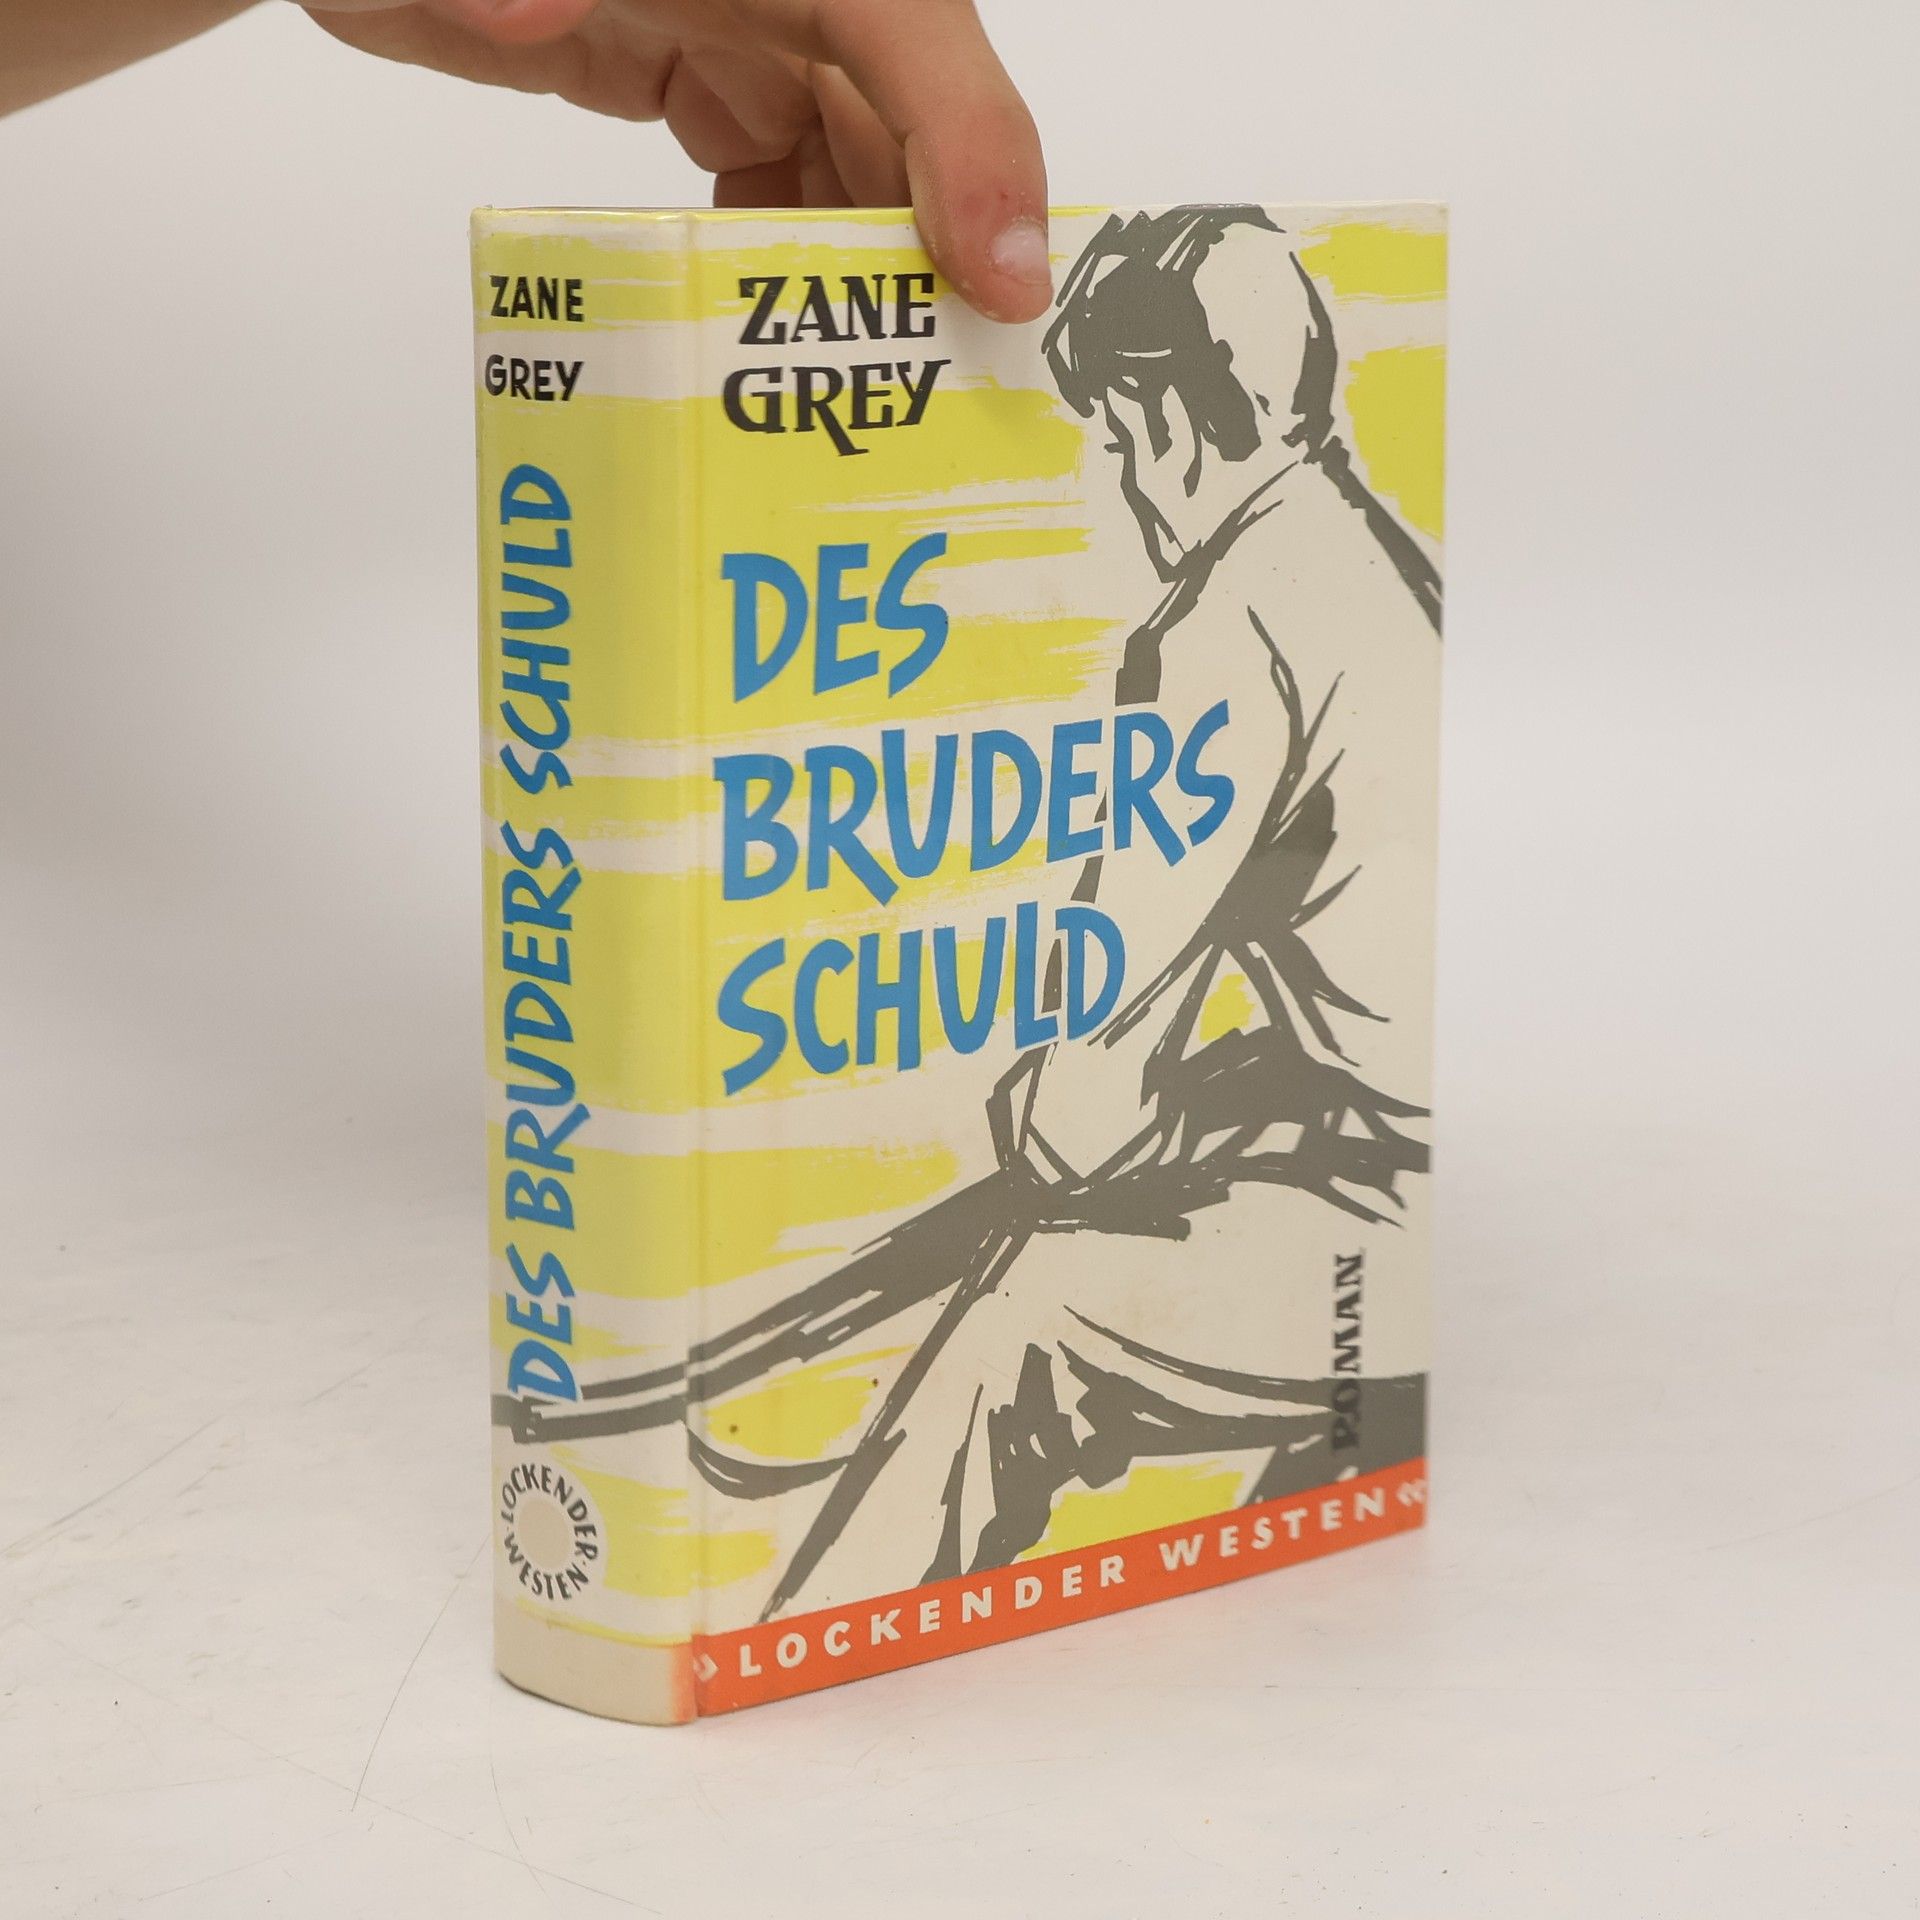 ZANE
GREY
DES BRUDERS SCHULD
LOCKENDER
WESTEN
ZANE
GREY
DES
BRUDERS
SCHULD
ROMAN
»LOCKENDER WESTEN«